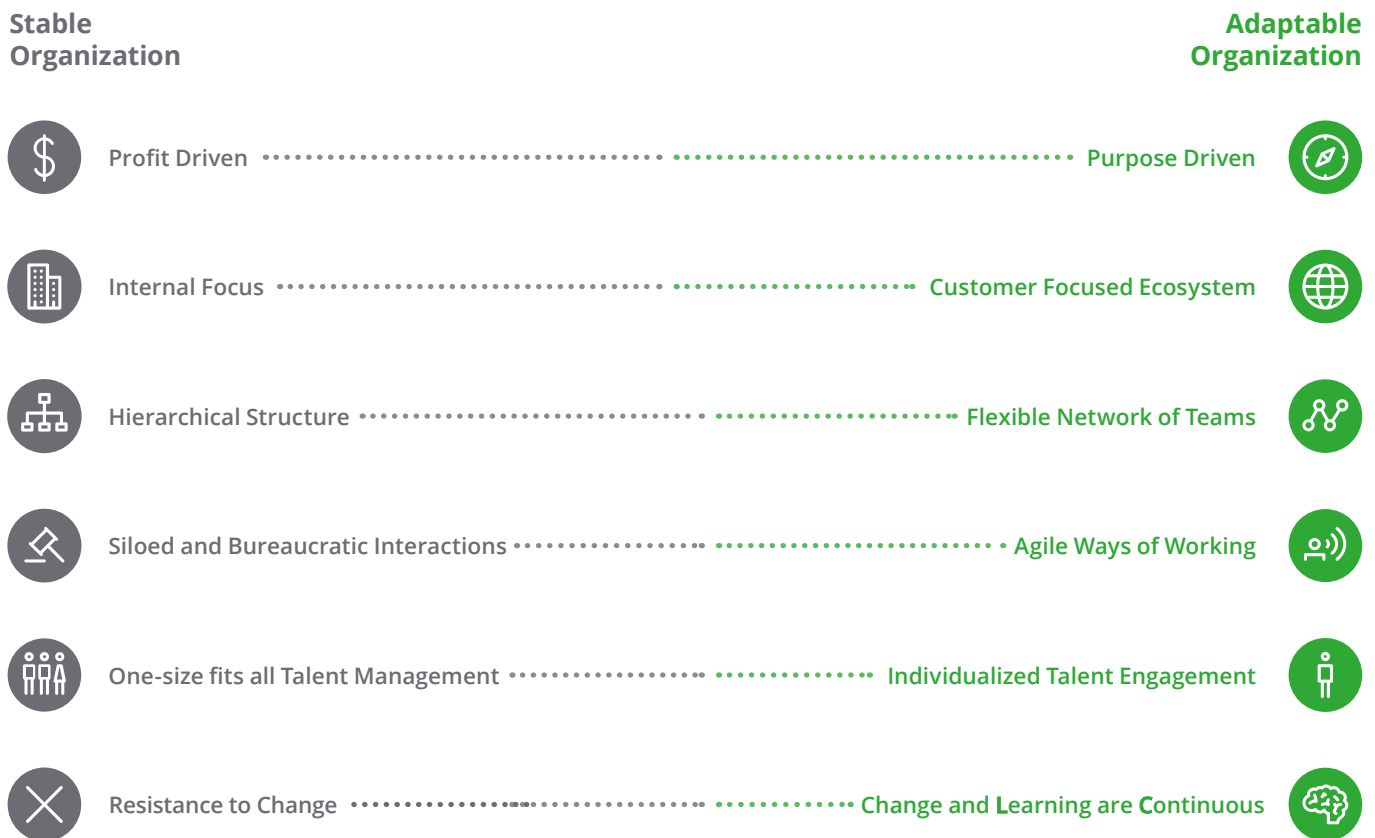 Stable
Organization
Adaptable
Organization
Profit Driven
Purpose Driven
Internal Focus
Customer Focused Ecosystem
Hierarchical Structure
Flexible Network of Teams
Siloed and Bureaucratic Interactions
Agile Ways of Working
One-size fits all Talent Management
Individualized Talent Engagement
Resistance to Change
Change and Learning are Continuous